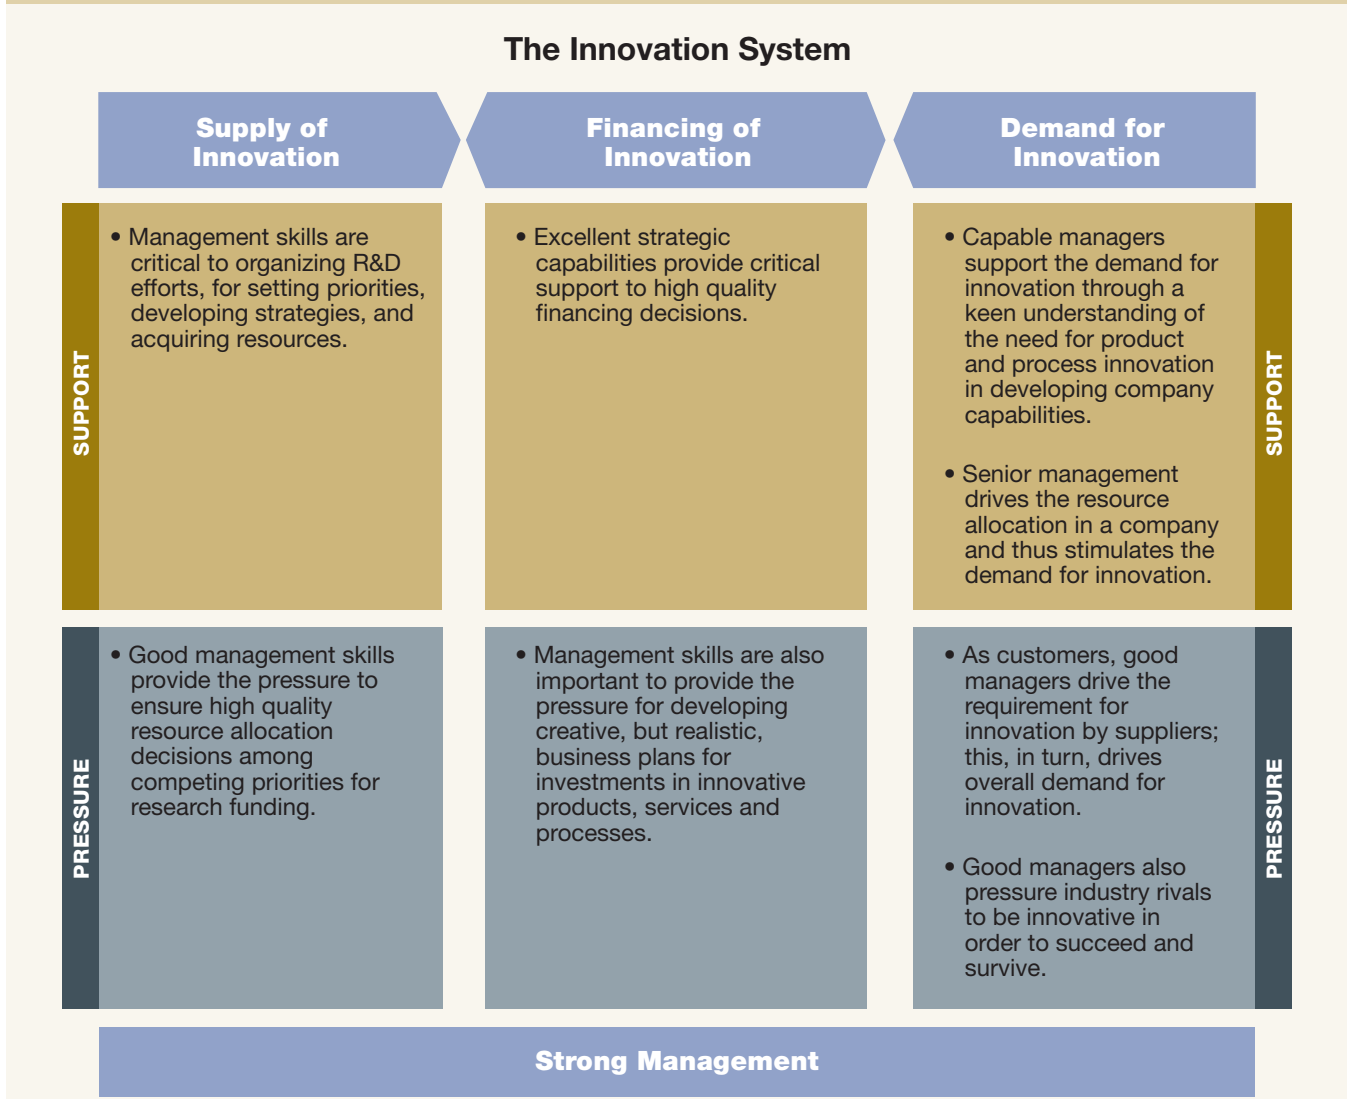 The Innovation System
Supply of
Innovation
Financing of
Innovation
Demand for
Innovation
SUPPORT
• Management skills are
critical to organizing R&D
efforts, for setting priorities,
developing strategies, and
acquiring resources.
• Excellent strategic
capabilities provide critical
support to high quality
financing decisions.
• Capable managers
support the demand for
innovation through a
keen understanding of
the need for product
and process innovation
in developing company
capabilities.
• Senior management
drives the resource
allocation in a company
and thus stimulates the
demand for innovation.
SUPPORT
PRESSURE
• Good management skills
provide the pressure to
ensure high quality
resource allocation
decisions among
competing priorities for
research funding.
• Management skills are also
important to provide the
pressure for developing
creative, but realistic,
business plans for
investments in innovative
products, services and
processes.
• As customers, good
managers drive the
requirement for
innovation by suppliers;
this, in turn, drives
overall demand for
innovation.
• Good managers also
pressure industry rivals
to be innovative in
order to succeed and
survive.
PRESSURE
Strong Management